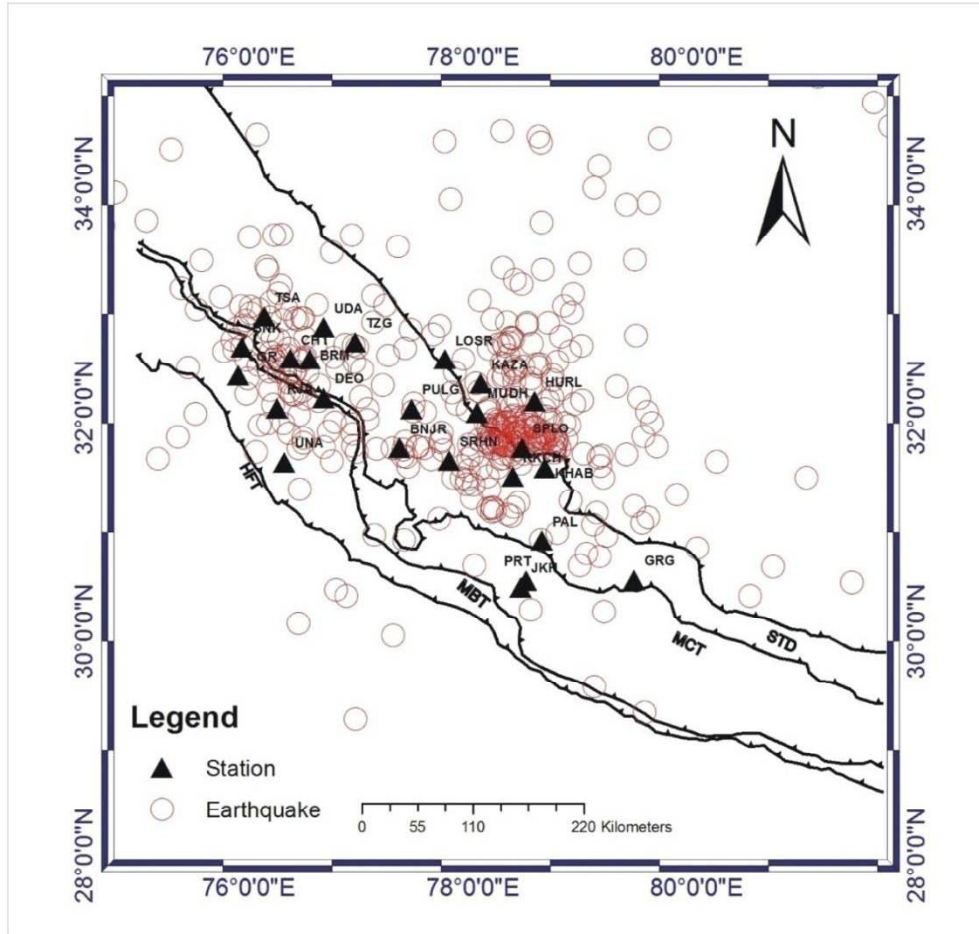 76°0'0"E 78°0'0"E 80°0'0"E
34°0'0"N 34°0'0"N
N
TSA
UDA
TZG
CHT
BRM
LOSR
DEO
KAZA
HURL
PULG
MUDH
32°0'0"N 32°0'0"N
UNA
BNJR
SRHN
SPLO
KHAB
HFT
PAL
PRT
JKH
GRG
MBT
MCT
STD
30°0'0"N 30°0'0"N
Legend
Station
Earthquake
0 55 110 220 Kilometers
28°0'0"N 28°0'0"N
76°0'0"E 78°0'0"E 80°0'0"E